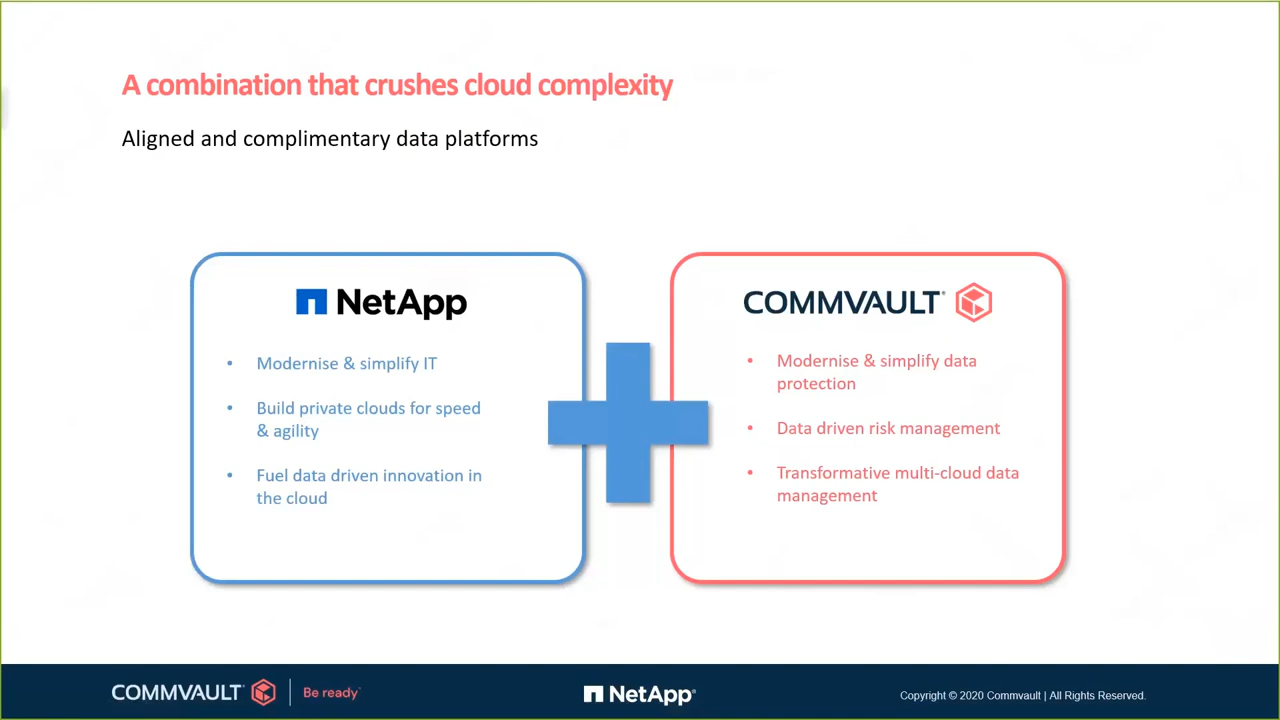 A combination that crushes cloud complexity
Aligned and complimentary data platforms
NetApp
• Modernise & simplify IT
• Build private clouds for speed
& agility
• Fuel data driven innovation in
the cloud
COMMVAULT®
• Modernise & simplify data
protection
• Data driven risk management
• Transformative multi-cloud data
management
COMMVAULT Be ready
NetApp®
Copyright © 2020 Commvault | All Rights Reserved.